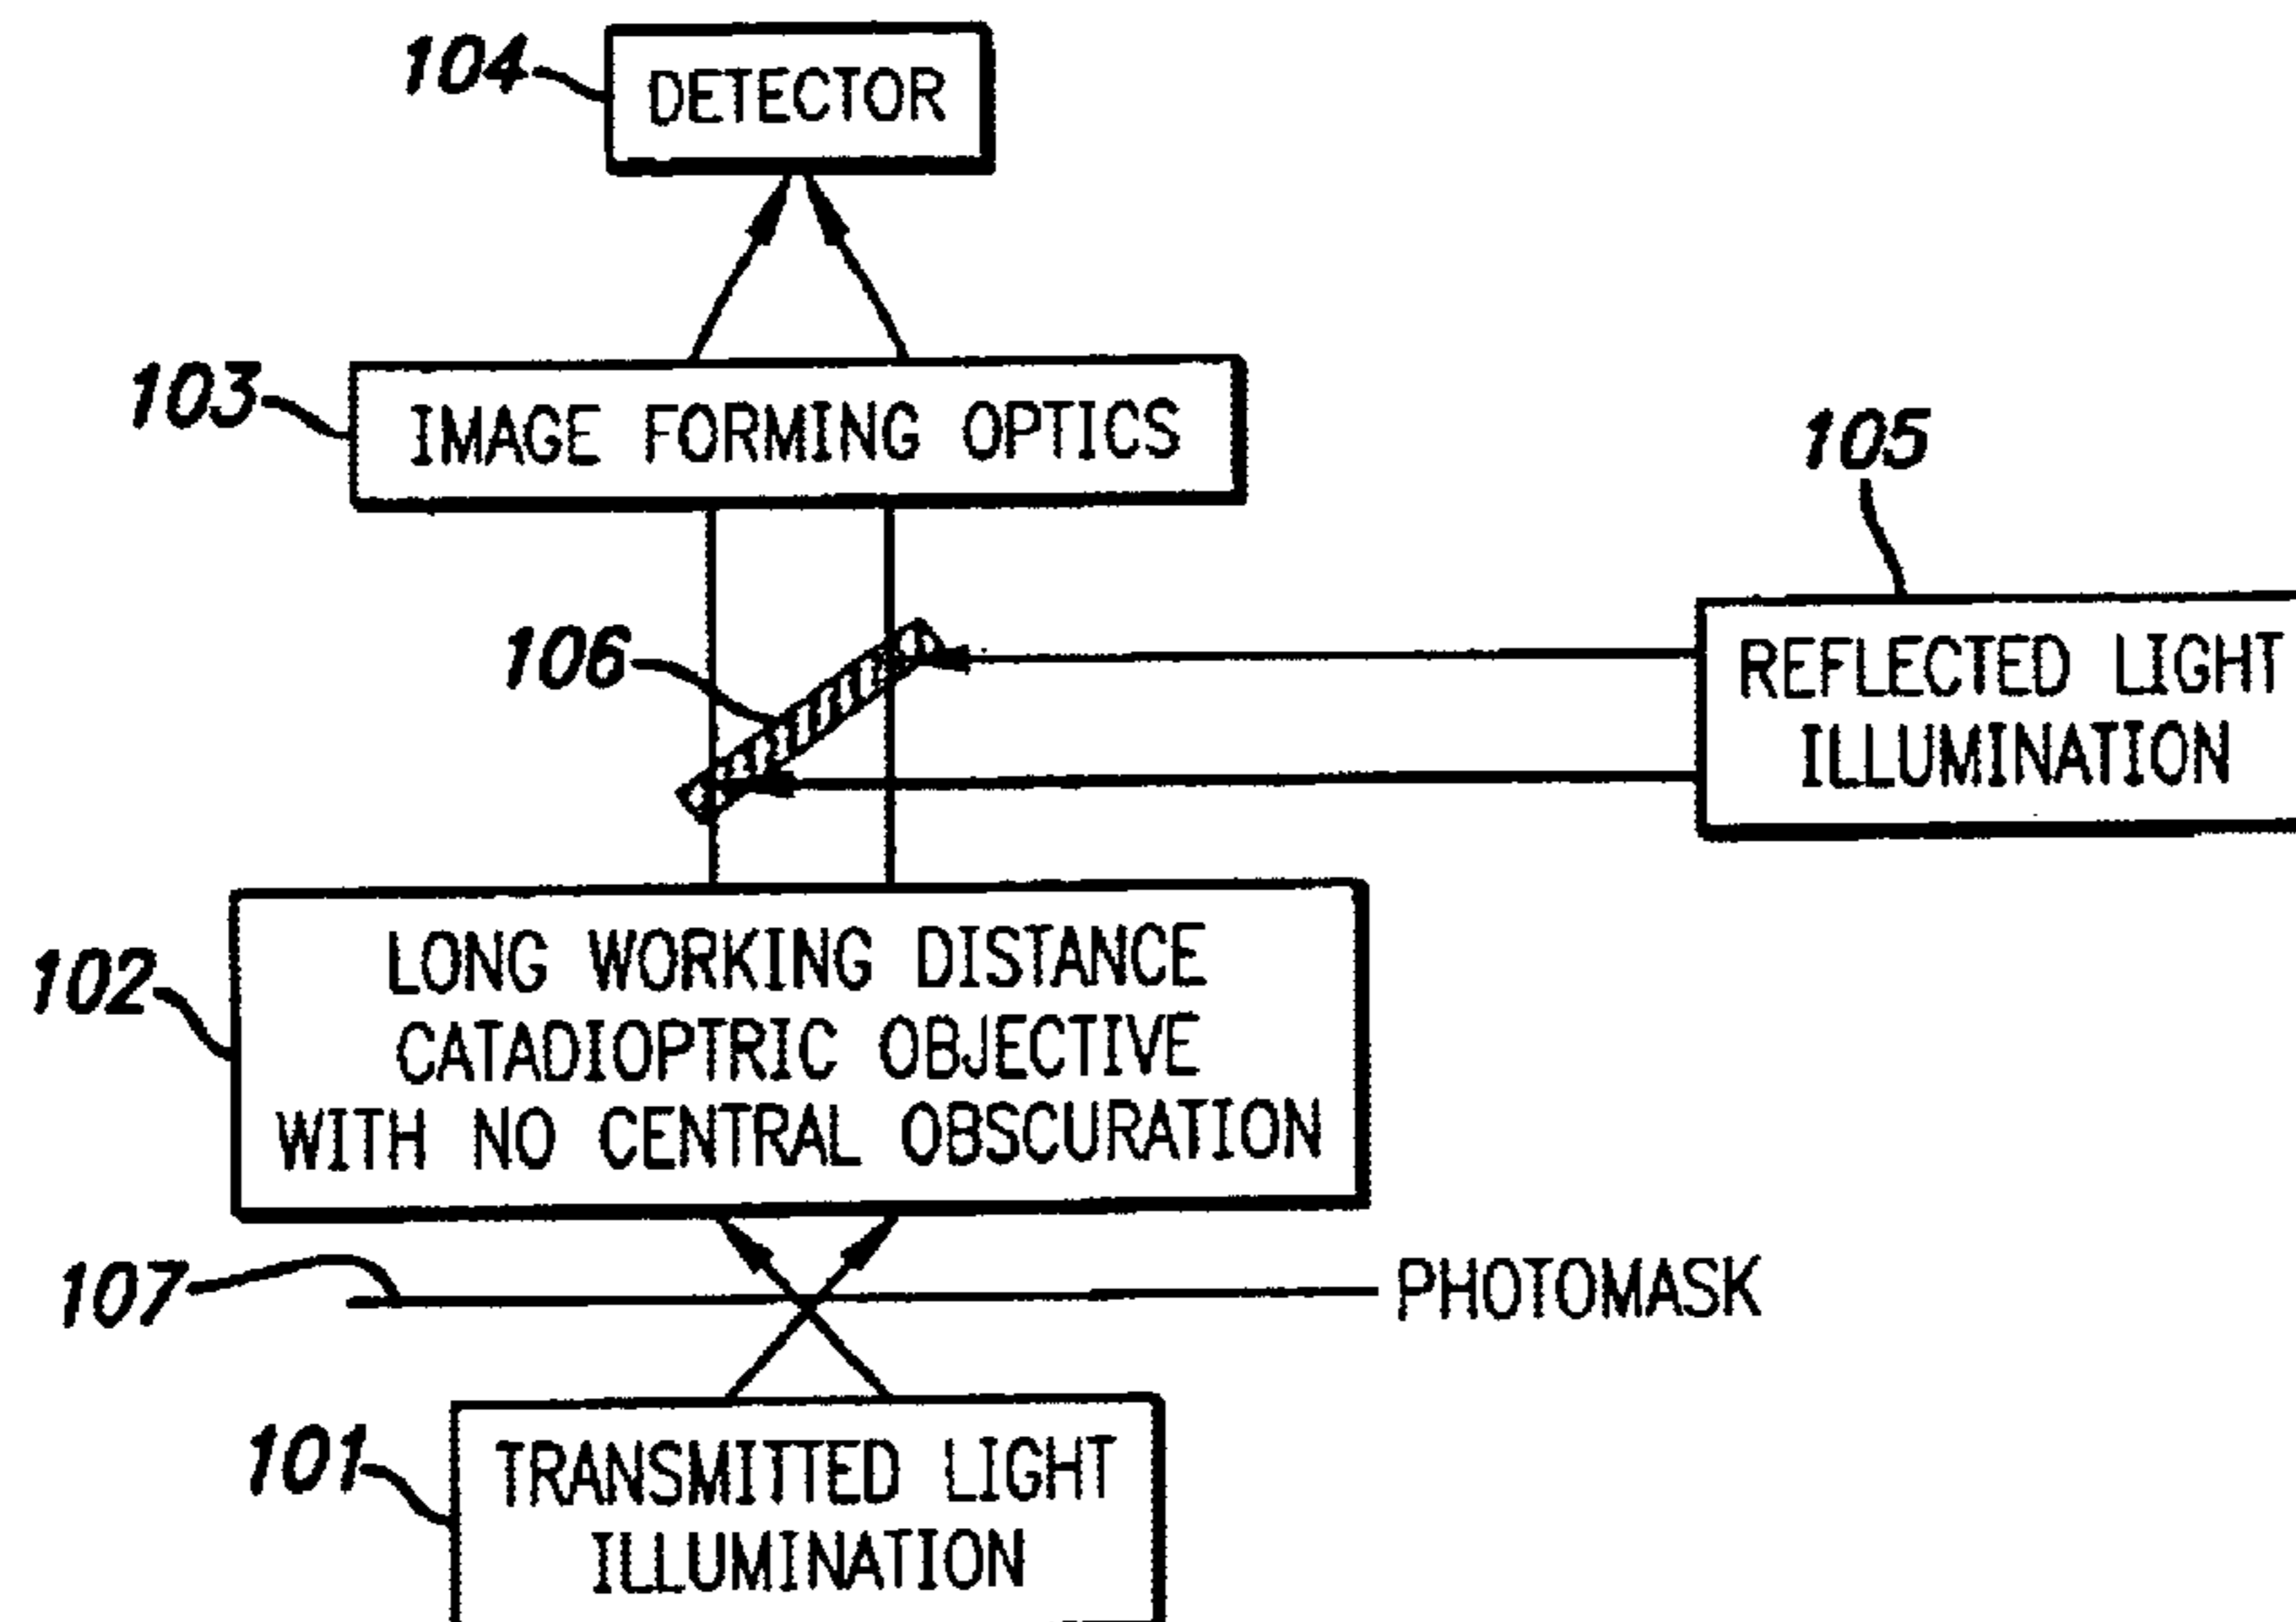 104
DETECTOR
103
IMAGE FORMING OPTICS
105
106
REFLECTED LIGHT
ILLUMINATION
102
LONG WORKING DISTANCE
CATADIOPTRIC OBJECTIVE
WITH NO CENTRAL OBSCURATION
107
PHOTOMASK
101
TRANSMITTED LIGHT
ILLUMINATION